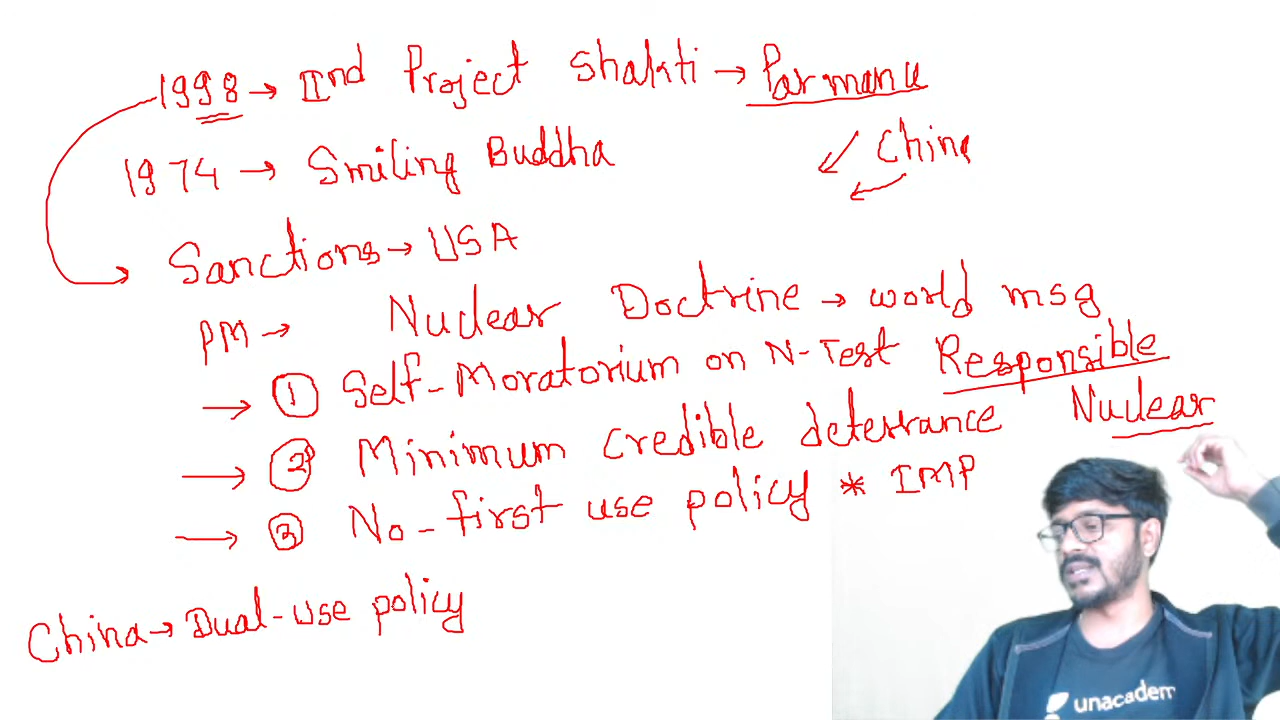 1998 → IInd Project Shakti → Parmanu
China
1974 → Smiling Buddha
Sanctions → USA
PM → Nuclear Doctrine → world msg
→ ① Self-Moratorium on N-Test Responsible
→ ② Minimum credible deterrance Nuclear
→ ③ No-first use policy * IMP
China → Dual-use policy
unacadem